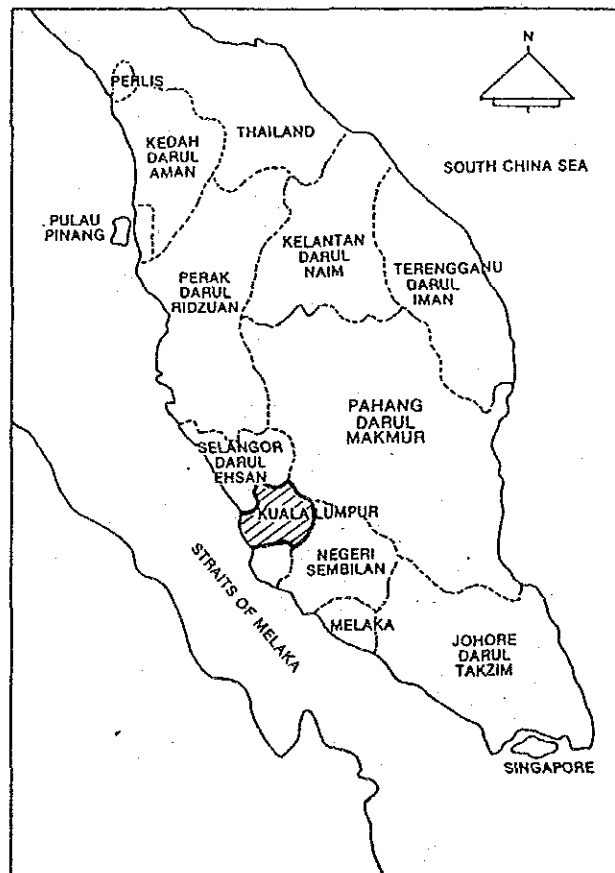 N
PERLIS
KEDAH
DARUL
AMAN
THAILAND
SOUTH CHINA SEA
PULAU
PINANG
PERAK
DARUL
RIDZUAN
KELANTAN
DARUL
NAIM
TERENGGANU
DARUL
IMAN
PAHANG
DARUL
MAKMUR
SELANGOR
DARUL
EHSAN
KUALA LUMPUR
NEGERI
SEMBILAN
STRAITS OF MELAKA
MELAKA
JOHORE
DARUL
TAKZIM
SINGAPORE